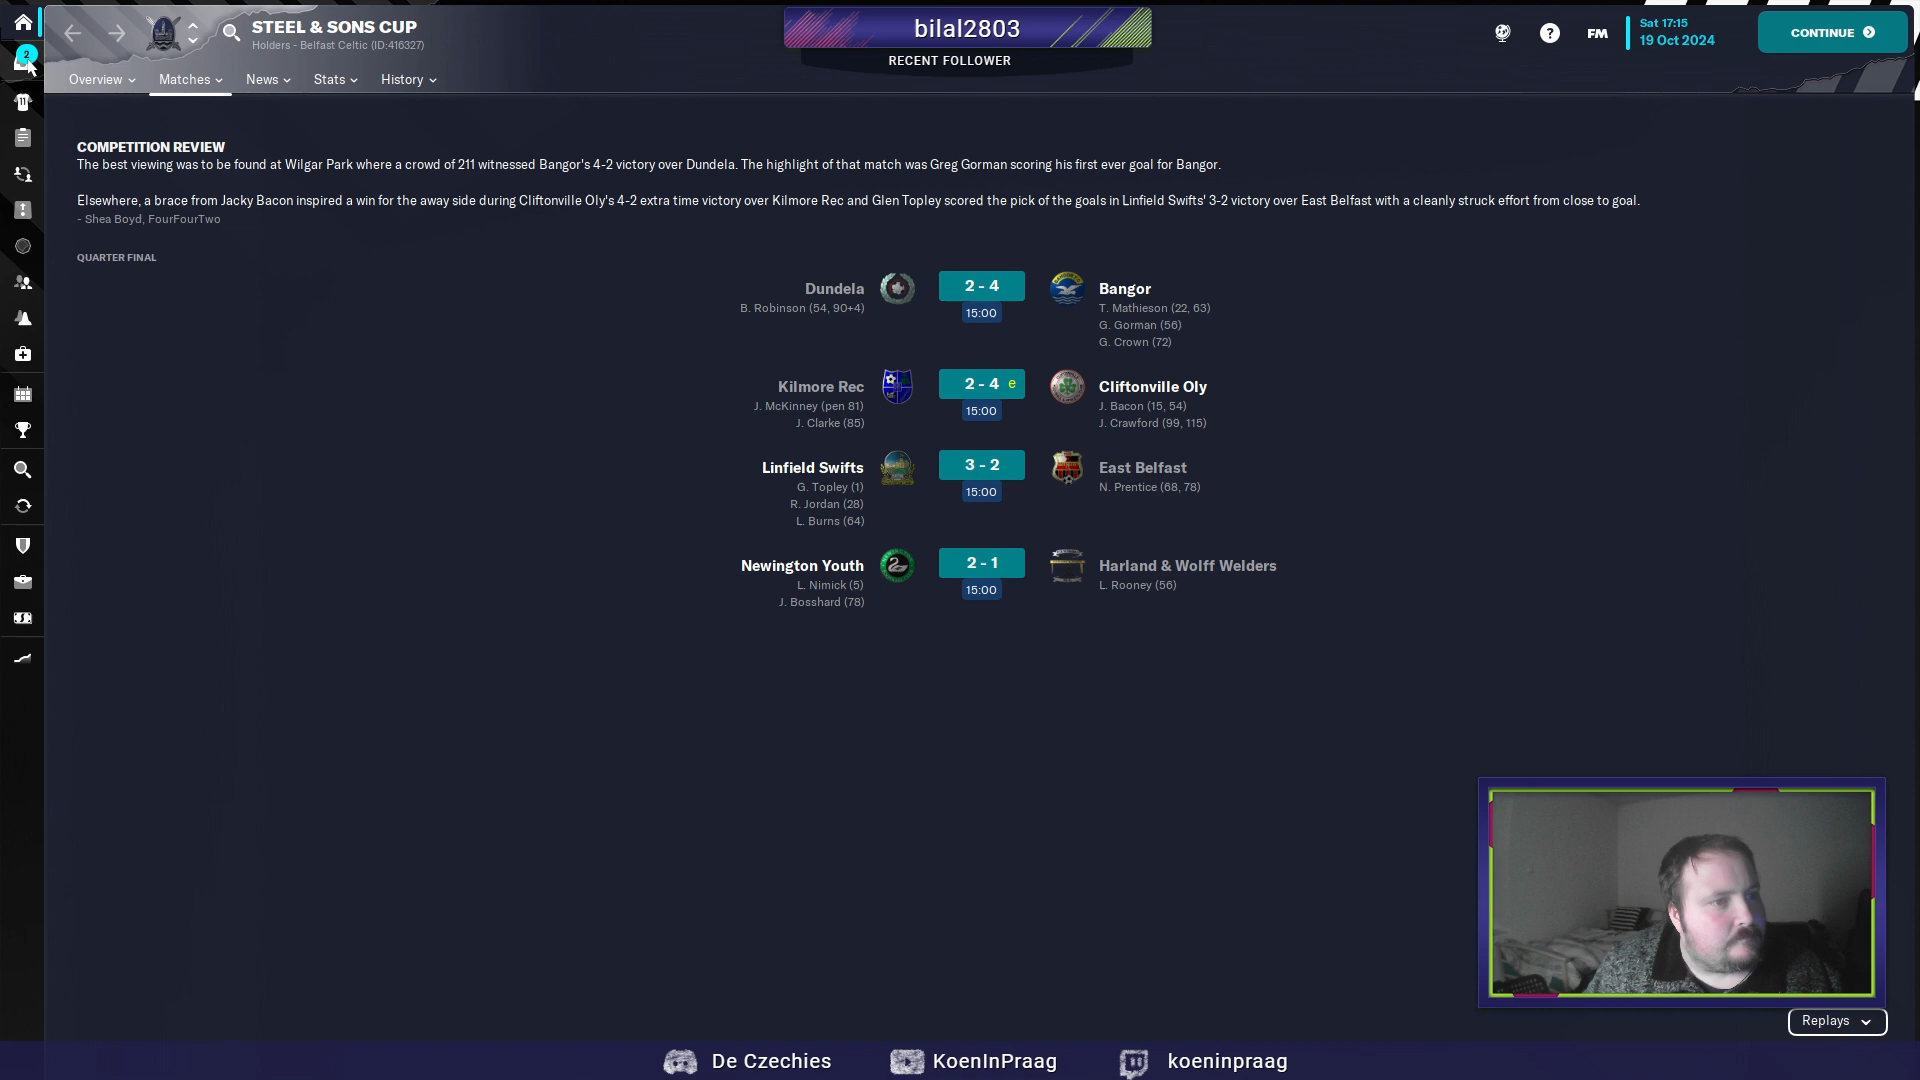 STEEL & SONS CUP
Holders - Belfast Celtic (ID:416327)
bilal2803
RECENT FOLLOWER
FM
Sat 17:15
19 Oct 2024
CONTINUE
2
Overview
Matches
News
Stats
History
11
COMPETITION REVIEW
The best viewing was to be found at Wilgar Park where a crowd of 211 witnessed Bangor's 4-2 victory over Dundela. The highlight of that match was Greg Gorman scoring his first ever goal for Bangor.
Elsewhere, a brace from Jacky Bacon inspired a win for the away side during Cliftonville Oly's 4-2 extra time victory over Kilmore Rec and Glen Topley scored the pick of the goals in Linfield Swifts' 3-2 victory over East Belfast with a cleanly struck effort from close to goal.
- Shea Boyd, FourFourTwo
QUARTER FINAL
Dundela 2 - 4 Bangor
B. Robinson (54, 90+4) 15:00 T. Mathieson (22, 63)
G. Gorman (56)
G. Crown (72)
Kilmore Rec 2 - 4 e Cliftonville Oly
J. McKinney (pen 81) 15:00 J. Bacon (15, 54)
J. Clarke (85) J. Crawford (99, 115)
Linfield Swifts 3 - 2 East Belfast
G. Topley (1) 15:00 N. Prentice (68, 78)
R. Jordan (28)
L. Burns (64)
Newington Youth 2 - 1 Harland & Wolff Welders
L. Nimick (5) 15:00 L. Rooney (56)
J. Bosshard (78)
Replays
De Czechies
KoenInPraag
koeninpraag